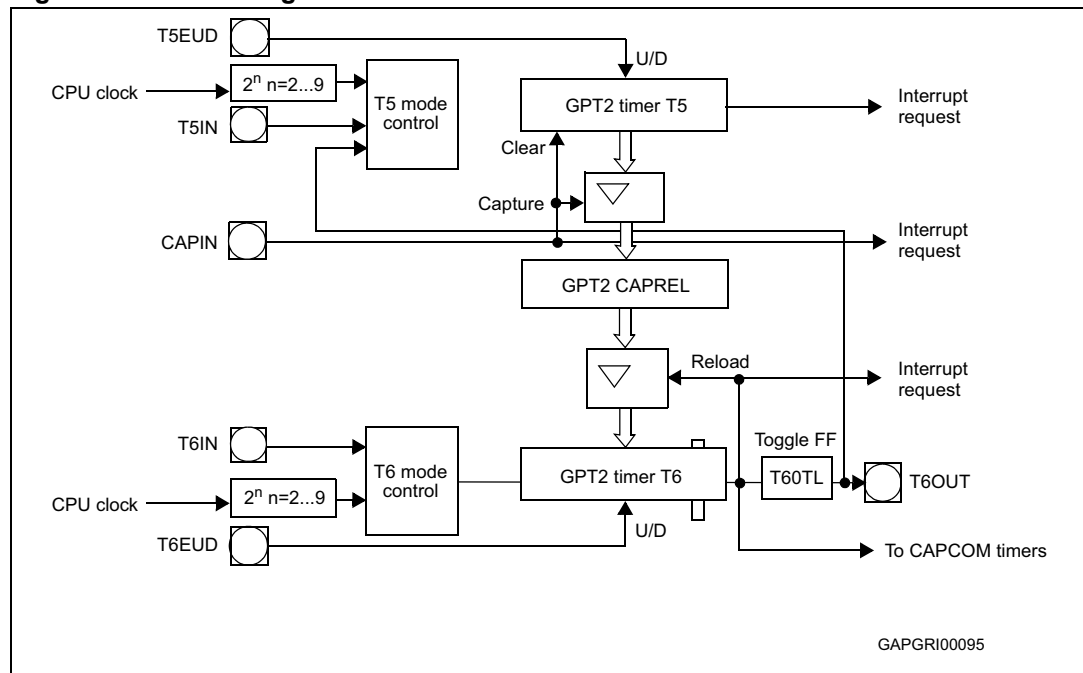 T5EUD
U/D
CPU clock
2ⁿ n=2...9
T5 mode
control
GPT2 timer T5
Interrupt
request
T5IN
Clear
Capture
CAPIN
Interrupt
request
GPT2 CAPREL
Reload
Interrupt
request
T6IN
Toggle FF
T6 mode
control
GPT2 timer T6
T60TL
T6OUT
CPU clock
2ⁿ n=2...9
U/D
T6EUD
To CAPCOM timers
GAPGRI00095